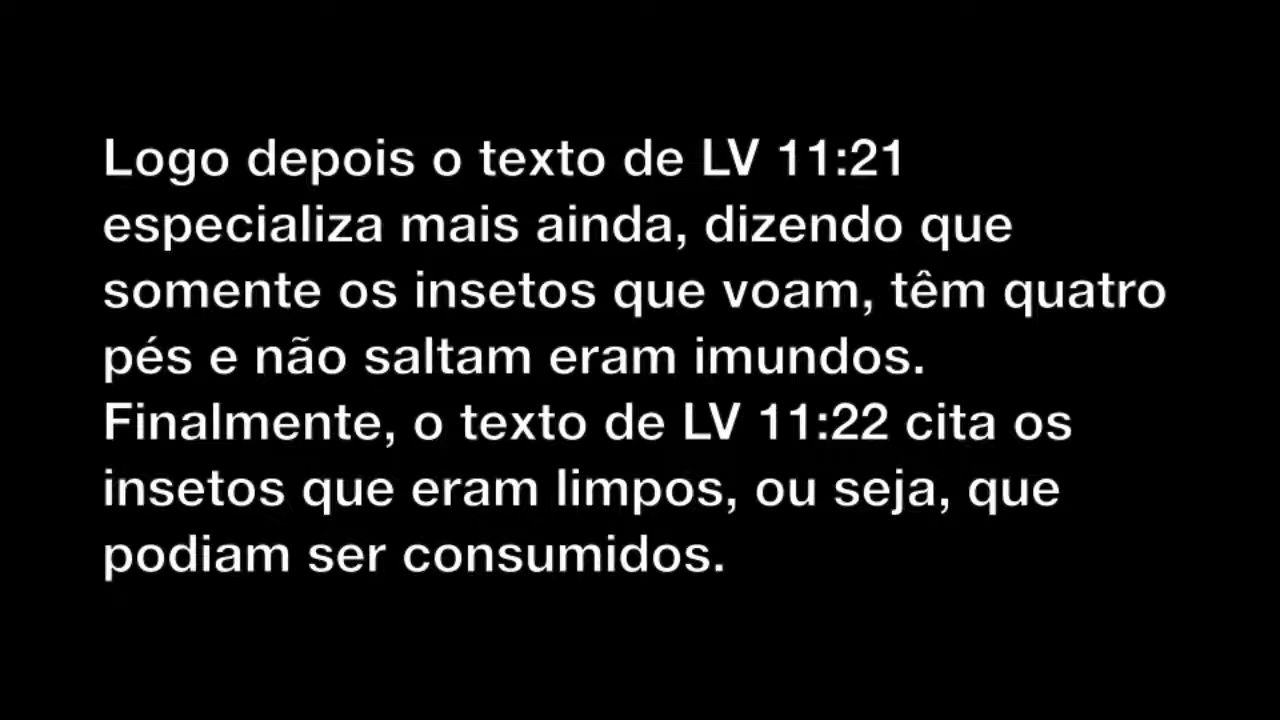 Logo depois o texto de LV 11:21
especializa mais ainda, dizendo que
somente os insetos que voam, têm quatro
pés e não saltam eram imundos.
Finalmente, o texto de LV 11:22 cita os
insetos que eram limpos, ou seja, que
podiam ser consumidos.